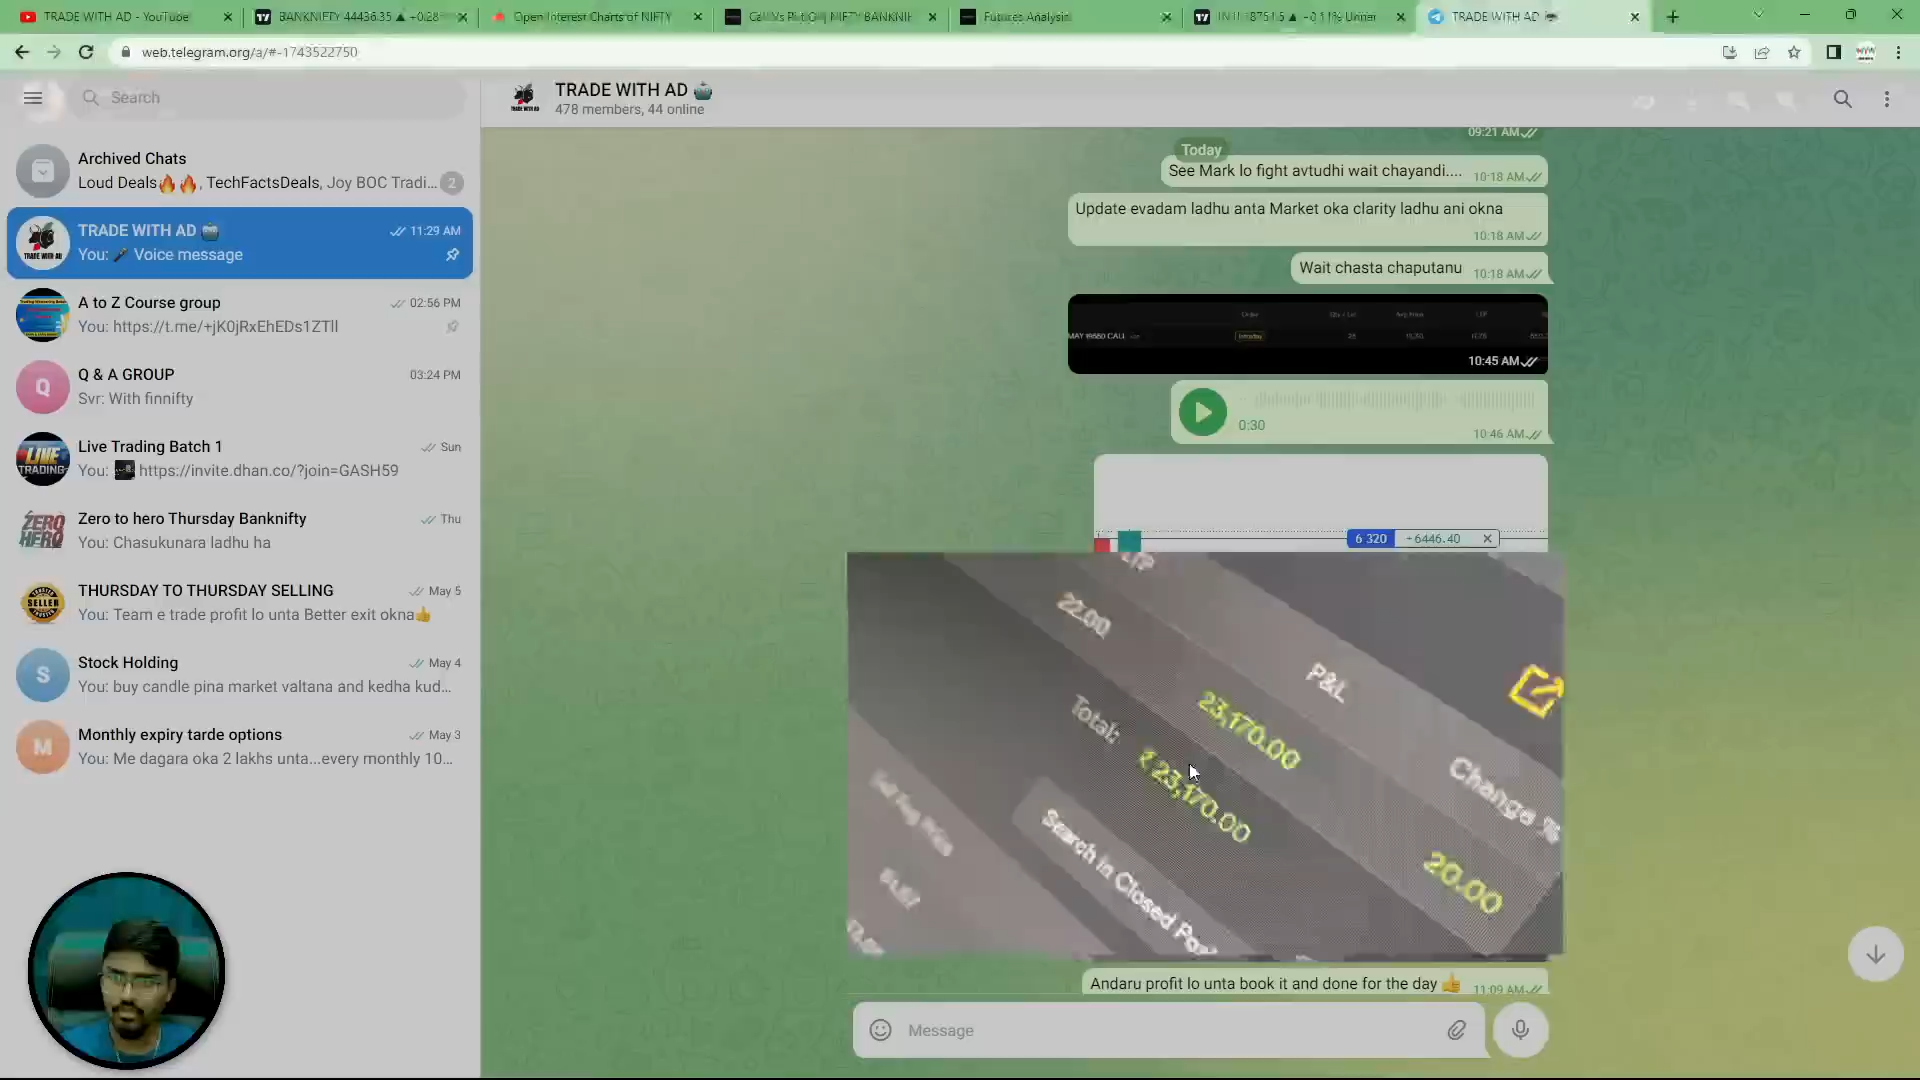 TRADE WITH AD - YouTube
BANKNIFTY 44436.35 ▲ +0.28
Open Interest Charts of NIFTY
Futures Analysis
TRADE WITH AD
web.telegram.org/a/#-1743522750
Search
TRADE WITH AD
478 members, 44 online
Archived Chats
Loud Deals🔥🔥, TechFactsDeals, Joy BOC Tradi...
2
TRADE WITH AD
11:29 AM
You: 🎤 Voice message
A to Z Course group
02:56 PM
You: https://t.me/+jK0jRxEhEDs1ZTll
Q
Q & A GROUP
03:24 PM
Svr: With finnifty
LIVE TRADING
Live Trading Batch 1
Sun
You: https://invite.dhan.co/?join=GASH59
ZERO HERO
Zero to hero Thursday Banknifty
Thu
You: Chasukunara ladhu ha
SELLER
THURSDAY TO THURSDAY SELLING
May 5
You: Team e trade profit lo unta Better exit okna👍
S
Stock Holding
May 4
You: buy candle pina market valtana and kedha kud...
M
Monthly expiry tarde options
May 3
You: Me dagara oka 2 lakhs unta...every monthly 10...
09:21 AM
Today
See Mark lo fight avtudhi wait chayandi....
10:18 AM
Update evadam ladhu anta Market oka clarity ladhu ani okna
10:18 AM
Wait chasta chaputanu
10:18 AM
10:45 AM
0:30
10:46 AM
6 320
22.00
P&L
23,170.00
Total:
₹ 23,170.00
Change %
20.00
Search in Closed
Andaru profit lo unta book it and done for the day 👍
11:09 AM
Message